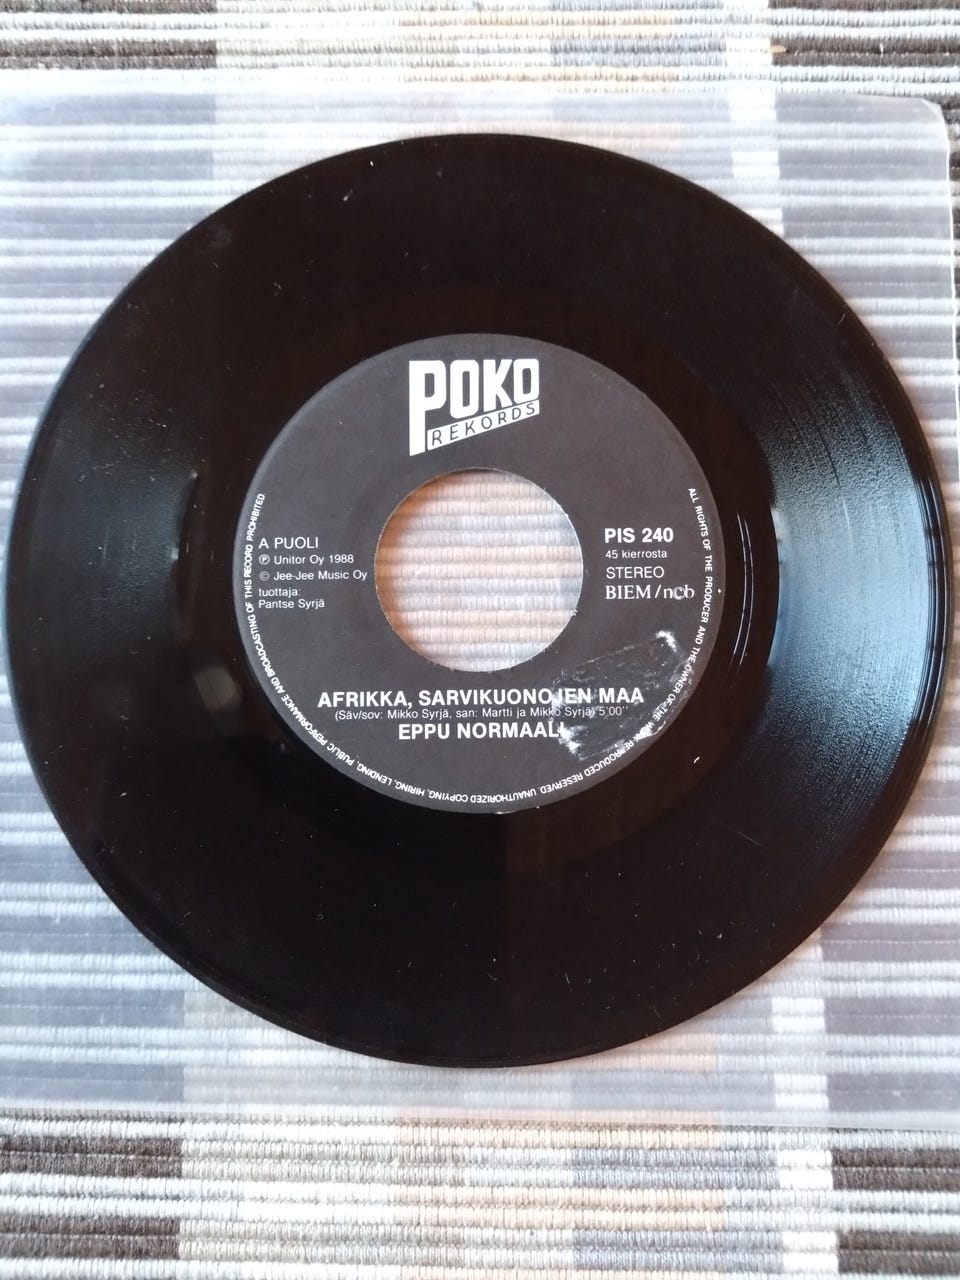 POKO
REKORDS
A PUOLI
℗ Unitor Oy 1988
© Jee-Jee Music Oy
tuottaja:
Pantse Syrjä
PIS 240
45 kierrosta
STEREO
BIEM/ncb
AFRIKKA, SARVIKUONOJEN MAA
(Säv/sov: Mikko Syrjä, san: Martti ja Mikko Syrjä) 5'00''
EPPU NORMAALI
ALL RIGHTS OF THE PRODUCER AND THE OWNER OF THE REPRODUCED RESERVED. UNAUTHORIZED COPYING, HIRING, LENDING, PUBLIC PERFORMANCE AND BROADCASTING OF THIS RECORD PROHIBITED